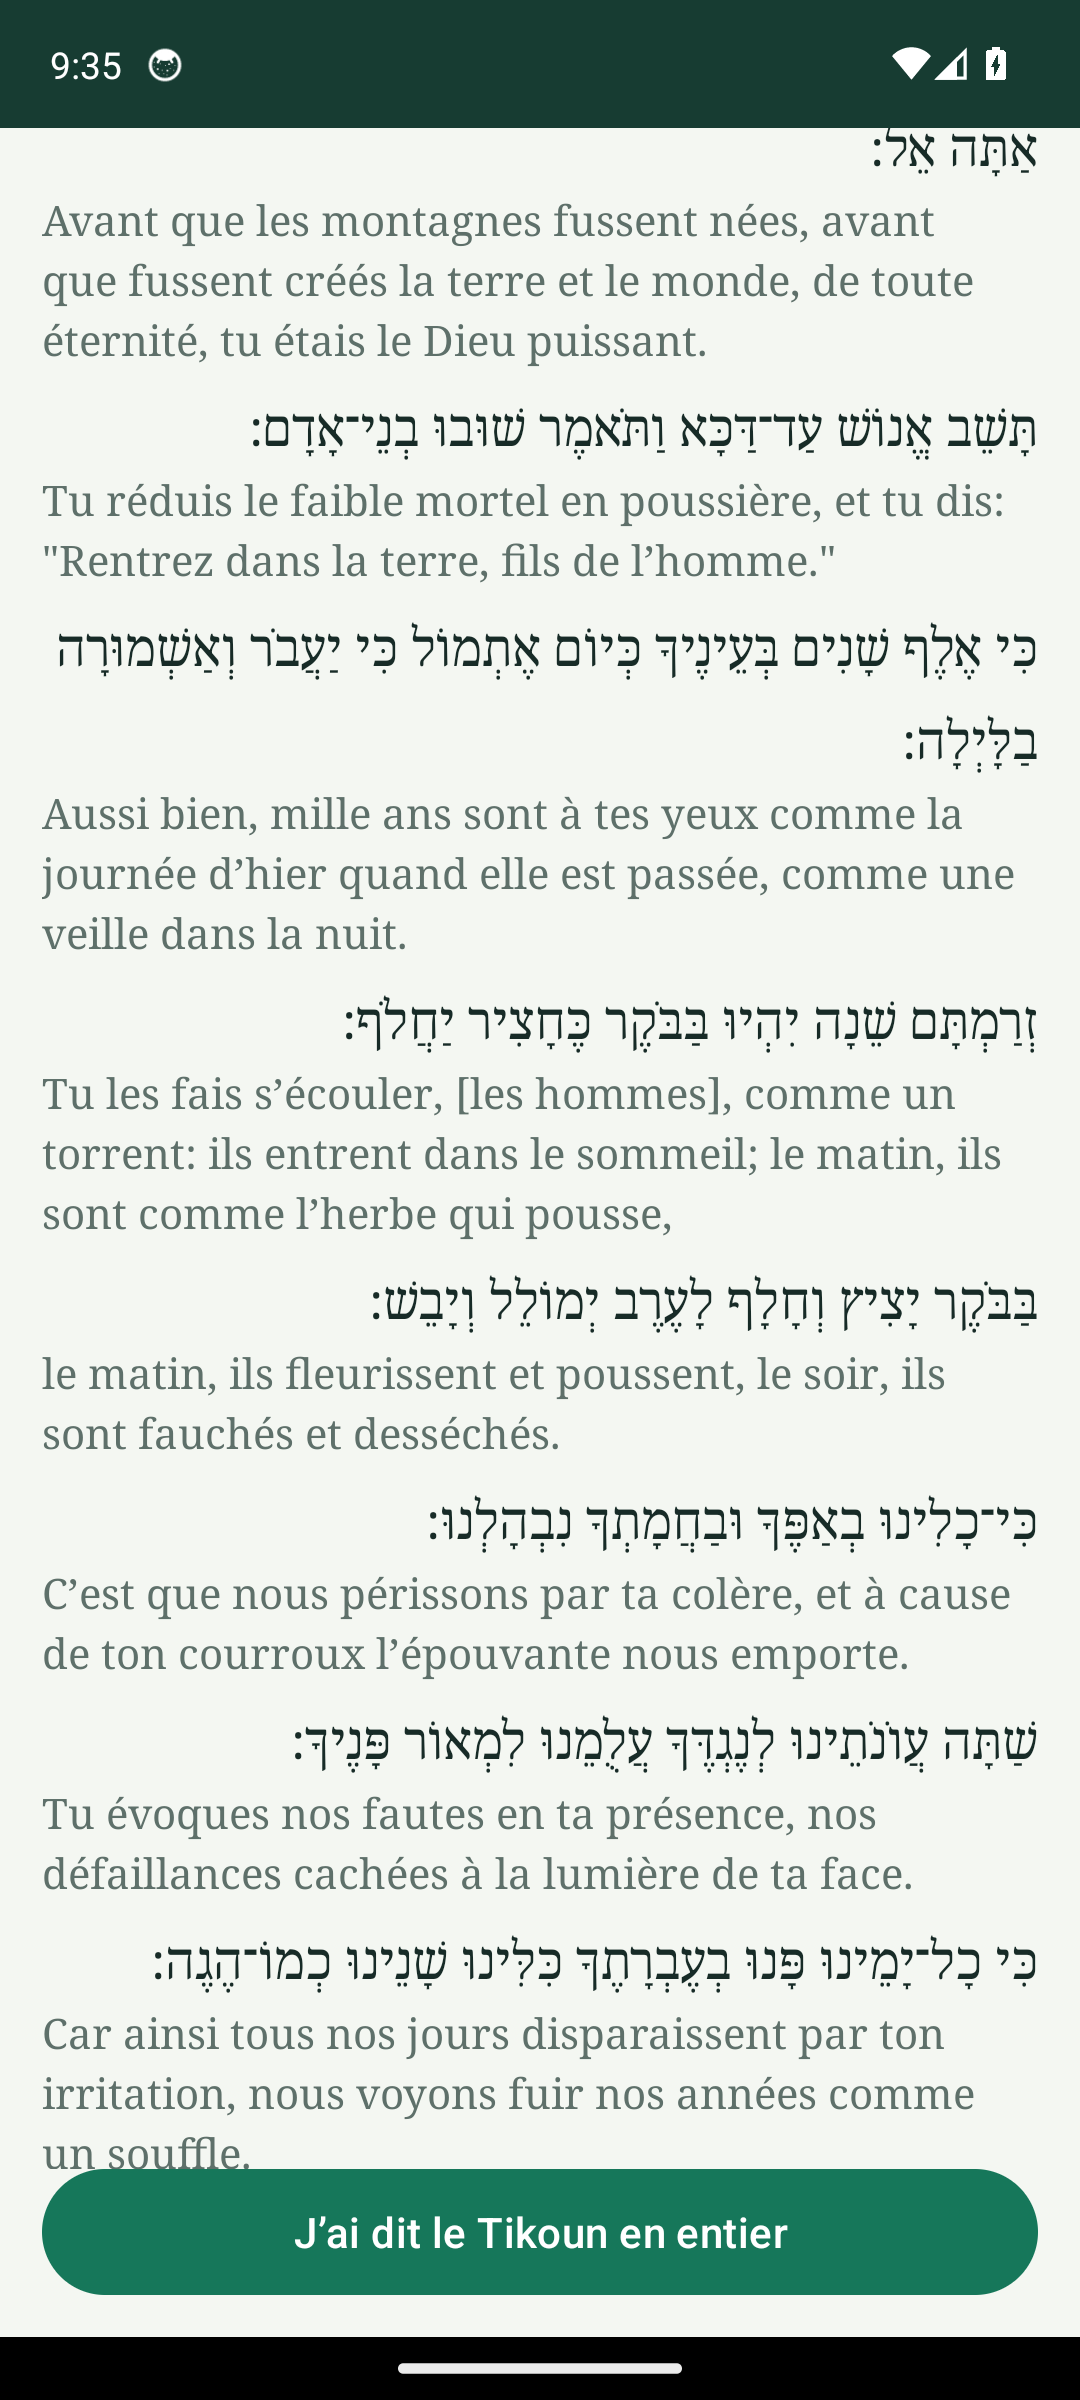 9:35
אַתָּה אֵל׃
Avant que les montagnes fussent nées, avant
que fussent créés la terre et le monde, de toute
éternité, tu étais le Dieu puissant.
תָּשֵׁב אֱנוֹשׁ עַד־דַּכָּא וַתֹּאמֶר שׁוּבוּ בְנֵי־אָדָם׃
Tu réduis le faible mortel en poussière, et tu dis:
"Rentrez dans la terre, fils de l’homme."
כִּי אֶלֶף שָׁנִים בְּעֵינֶיךָ כְּיוֹם אֶתְמוֹל כִּי יַעֲבֹר וְאַשְׁמוּרָה
בַלָּיְלָה׃
Aussi bien, mille ans sont à tes yeux comme la
journée d’hier quand elle est passée, comme une
veille dans la nuit.
זְרַמְתָּם שֵׁנָה יִהְיוּ בַּבֹּקֶר כֶּחָצִיר יַחֲלֹף׃
Tu les fais s’écouler, [les hommes], comme un
torrent: ils entrent dans le sommeil; le matin, ils
sont comme l’herbe qui pousse,
בַּבֹּקֶר יָצִיץ וְחָלָף לָעֶרֶב יְמוֹלֵל וְיָבֵשׁ׃
le matin, ils fleurissent et poussent, le soir, ils
sont fauchés et desséchés.
כִּי־כָלִינוּ בְאַפֶּךָ וּבַחֲמָתְךָ נִבְהָלְנוּ׃
C’est que nous périssons par ta colère, et à cause
de ton courroux l’épouvante nous emporte.
שַׁתָּה עֲוֺנֹתֵינוּ לְנֶגְדֶּךָ עֲלֻמֵנוּ לִמְאוֹר פָּנֶיךָ׃
Tu évoques nos fautes en ta présence, nos
défaillances cachées à la lumière de ta face.
כִּי כָל־יָמֵינוּ פָּנוּ בְעֶבְרָתֶךָ כִּלִּינוּ שָׁנֵינוּ כְמוֹ־הֶגֶה׃
Car ainsi tous nos jours disparaissent par ton
irritation, nous voyons fuir nos années comme
un souffle.
J’ai dit le Tikoun en entier